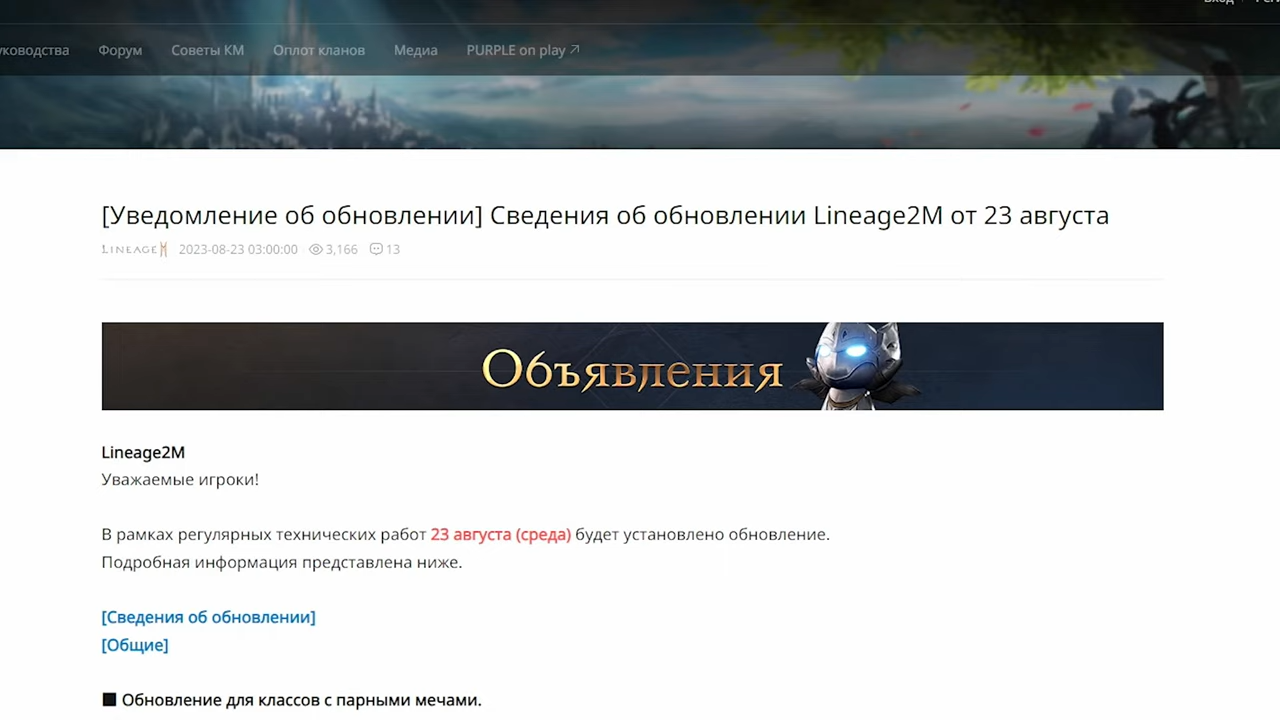 Вход
уководства Форум Советы КМ Оплот кланов Медиа PURPLE on play
[Уведомление об обновлении] Сведения об обновлении Lineage2M от 23 августа
LINEAGE M 2023-08-23 03:00:00 3,166 13
Объявления
Lineage2M
Уважаемые игроки!
В рамках регулярных технических работ 23 августа (среда) будет установлено обновление.
Подробная информация представлена ниже.
[Сведения об обновлении]
[Общие]
■ Обновление для классов с парными мечами.